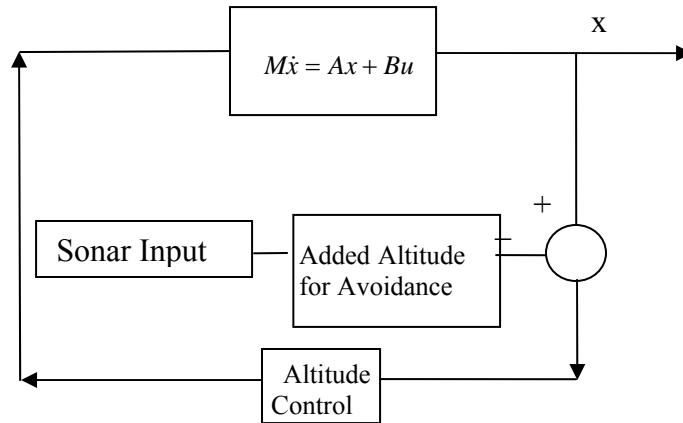 x
Mẋ = Ax + Bu
+
Sonar Input
−
Added Altitude
for Avoidance
Altitude
Control